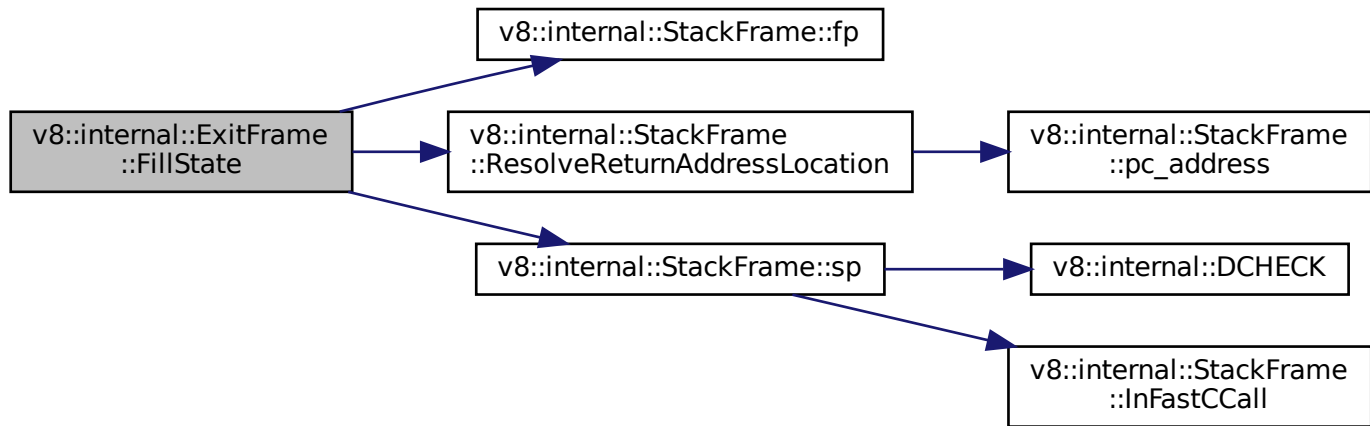 v8::internal::StackFrame::fp
v8::internal::ExitFrame
::FillState
v8::internal::StackFrame
::ResolveReturnAddressLocation
v8::internal::StackFrame
::pc_address
v8::internal::StackFrame::sp
v8::internal::DCHECK
v8::internal::StackFrame
::InFastCCall